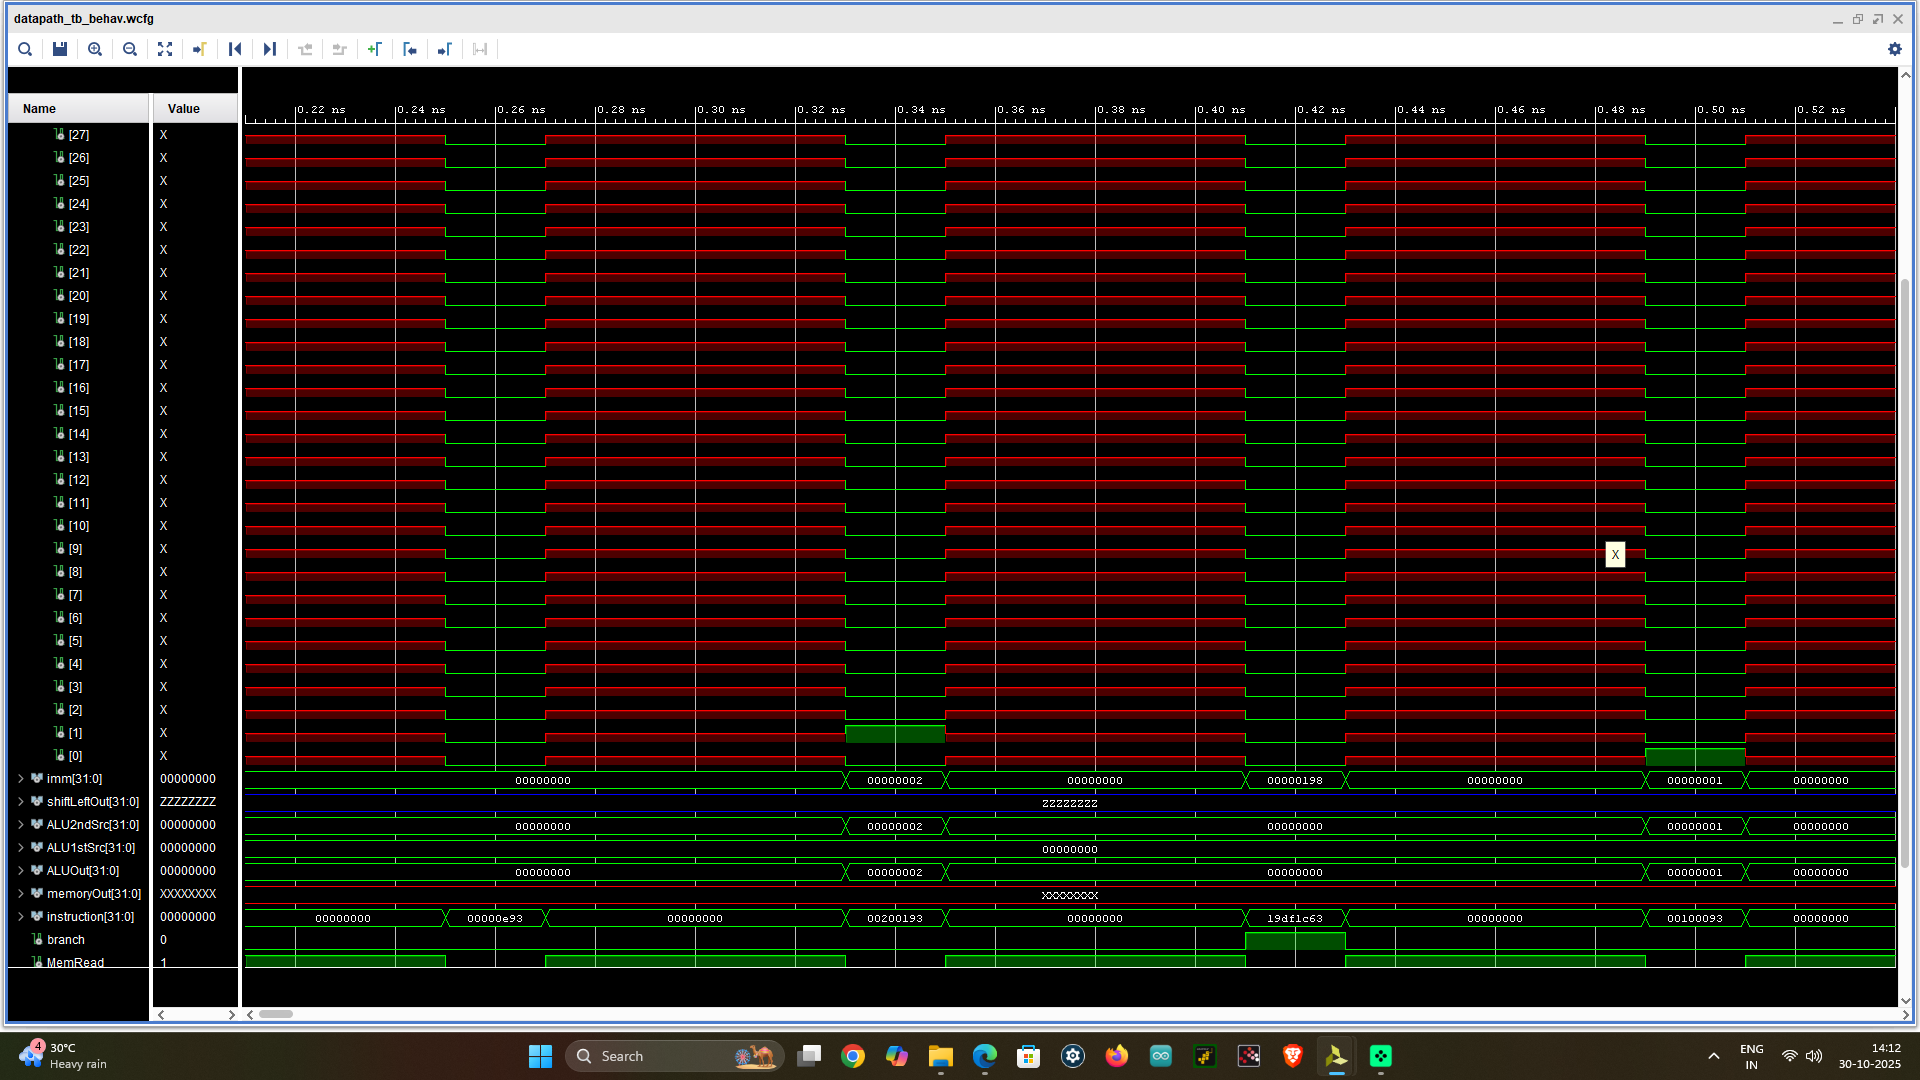 datapath_tb_behav.wcfg
Name Value
0.22 ns 0.24 ns 0.26 ns 0.28 ns 0.30 ns 0.32 ns 0.34 ns 0.36 ns 0.38 ns 0.40 ns 0.42 ns 0.44 ns 0.46 ns 0.48 ns 0.50 ns 0.52 ns
[27] X
[26] X
[25] X
[24] X
[23] X
[22] X
[21] X
[20] X
[19] X
[18] X
[17] X
[16] X
[15] X
[14] X
[13] X
[12] X
[11] X
[10] X
[9] X
X
[8] X
[7] X
[6] X
[5] X
[4] X
[3] X
[2] X
[1] X
[0] X
imm[31:0] 00000000 00000000 00000002 00000000 00000198 00000000 00000001 00000000
shiftLeftOut[31:0] ZZZZZZZZ ZZZZZZZZ
ALU2ndSrc[31:0] 00000000 00000000 00000002 00000000 00000001 00000000
ALU1stSrc[31:0] 00000000 00000000
ALUOut[31:0] 00000000 00000000 00000002 00000000 00000001 00000000
memoryOut[31:0] XXXXXXXX XXXXXXXX
instruction[31:0] 00000000 00000000 00000e93 00000000 00200193 00000000 19df1c63 00000000 00100093 00000000
branch 0
MemRead 1
4
30°C
Heavy rain
Search
ENG
IN
14:12
30-10-2025